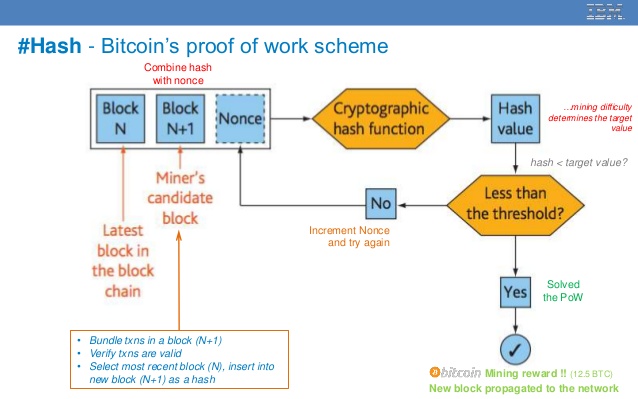 IBM
#Hash - Bitcoin's proof of work scheme
Combine hash
with nonce
Block
N
Block
N+1
Nonce
Cryptographic
hash function
Hash
value
…mining difficulty
determines the target
value
hash < target value?
Miner's
candidate
block
Latest
block in
the block
chain
No
Increment Nonce
and try again
Less than
the threshold?
Yes
Solved
the PoW
• Bundle txns in a block (N+1)
• Verify txns are valid
• Select most recent block (N), insert into
new block (N+1) as a hash
bitcoin Mining reward !! (12.5 BTC)
New block propagated to the network